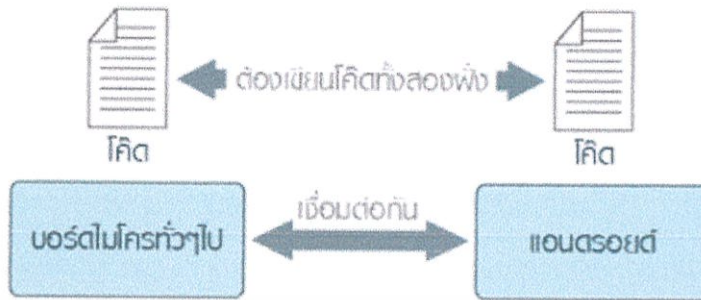 ต้องเขียนโค๊ดทั้งสองฝั่ง
โค๊ด
โค๊ด
เชื่อมต่อกัน
บอร์ดไมโครทั่วๆไป
แอนดรอยด์